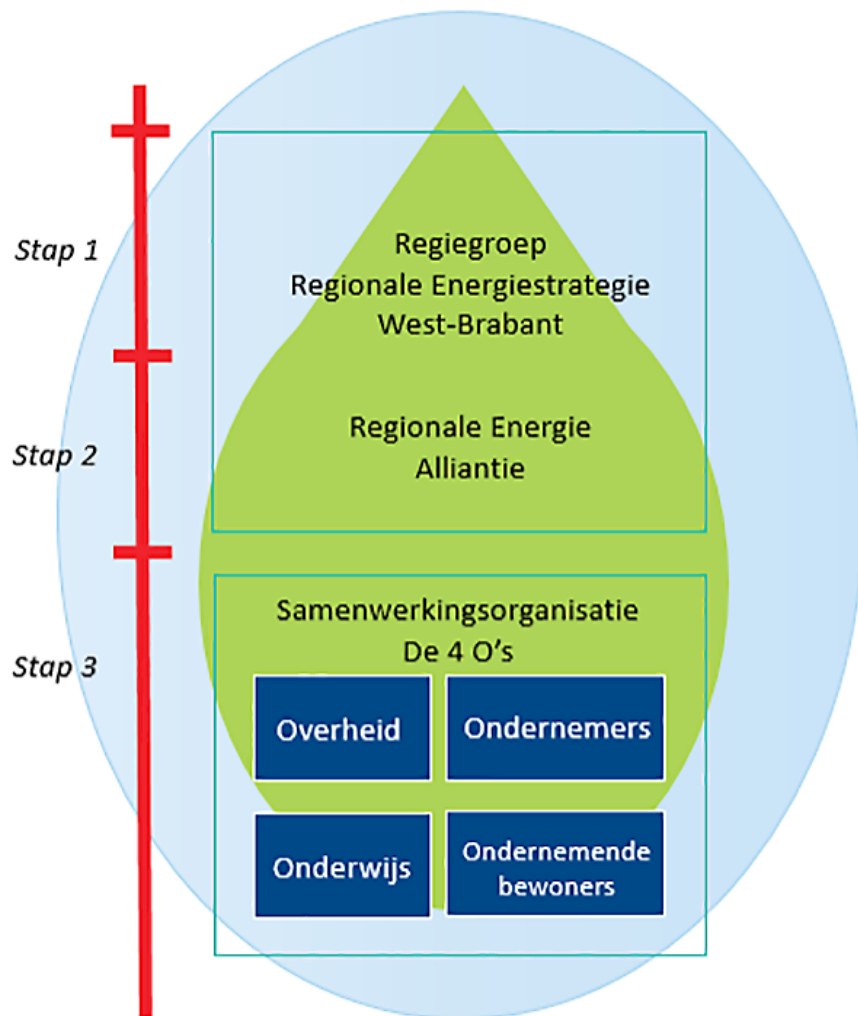 Stap 1
Regiegroep
Regionale Energiestrategie
West-Brabant
Stap 2
Regionale Energie
Alliantie
Stap 3
Samenwerkingsorganisatie
De 4 O's
Overheid
Ondernemers
Onderwijs
Ondernemende
bewoners